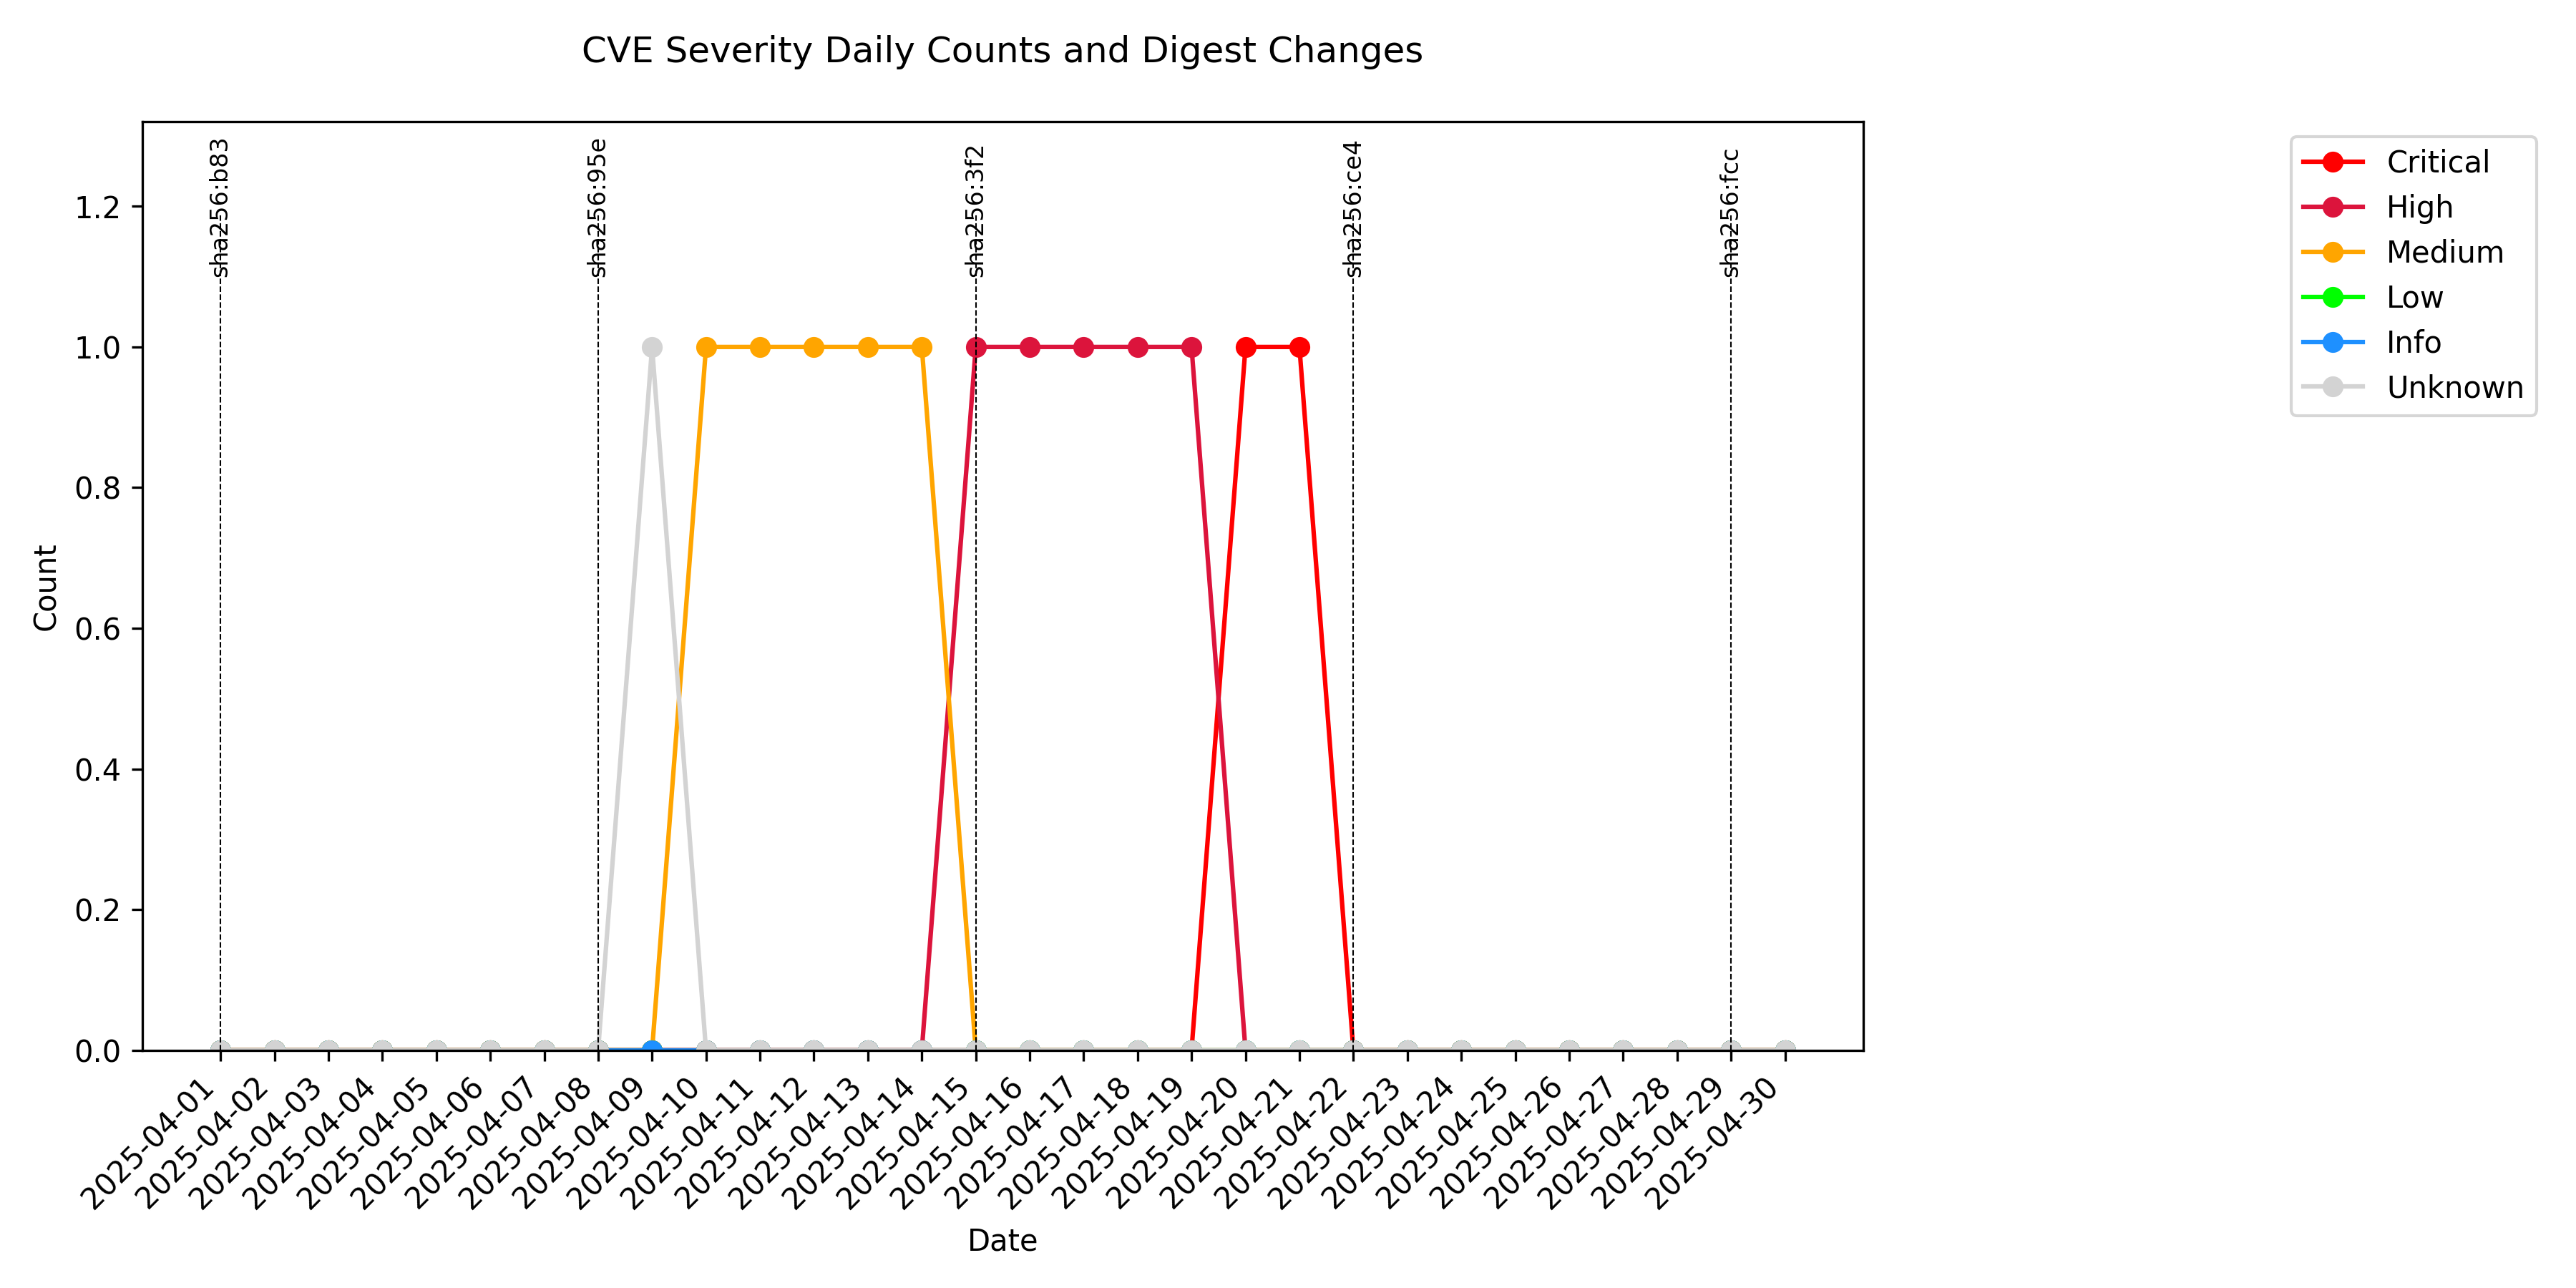 CVE Severity Daily Counts and Digest Changes
sha256:b83
sha256:95e
sha256:3f2
sha256:ce4
sha256:fcc
Critical
High
Medium
Low
Info
Unknown
1.2
1.0
0.8
0.6
0.4
0.2
0.0
Count
2025-04-01
2025-04-02
2025-04-03
2025-04-04
2025-04-05
2025-04-06
2025-04-07
2025-04-08
2025-04-09
2025-04-10
2025-04-11
2025-04-12
2025-04-13
2025-04-14
2025-04-15
2025-04-16
2025-04-17
2025-04-18
2025-04-19
2025-04-20
2025-04-21
2025-04-22
2025-04-23
2025-04-24
2025-04-25
2025-04-26
2025-04-27
2025-04-28
2025-04-29
2025-04-30
Date